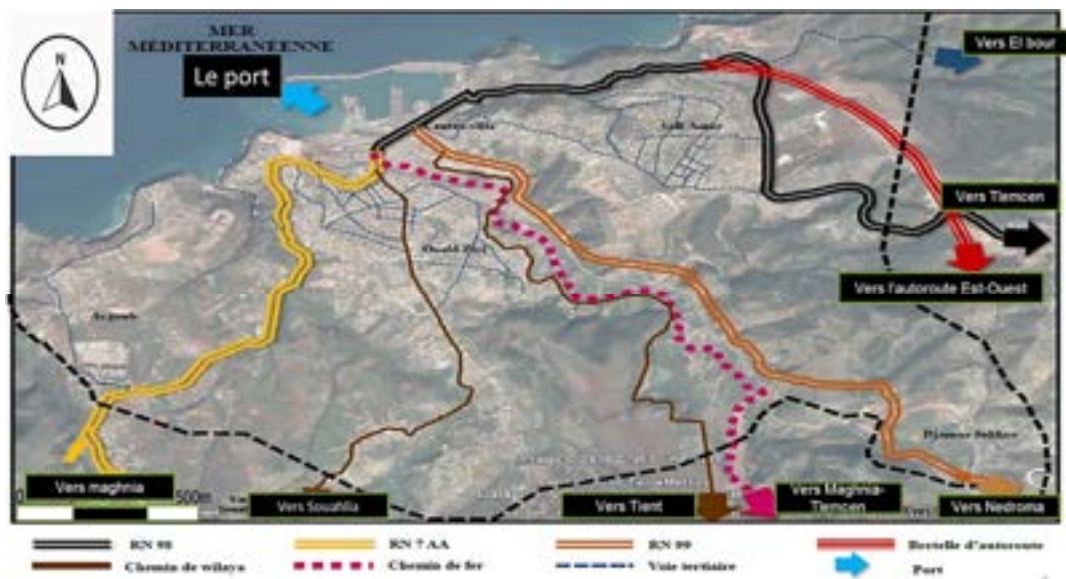 MER
MÉDITERRANÉENNE
N
Le port
Vers El bour
Vers Tlemcen
Vers l'autoroute Est-Ouest
Vers maghnia
0
500m
Vers Souahlia
Vers Tient
Vers Maghnia-
Tlemcen
Vers Nedroma
RN 98
RN 7 AA
RN 99
Bretelle d'autoroute
Chemin de wilaya
Chemin de fer
Voie tertiaire
Port